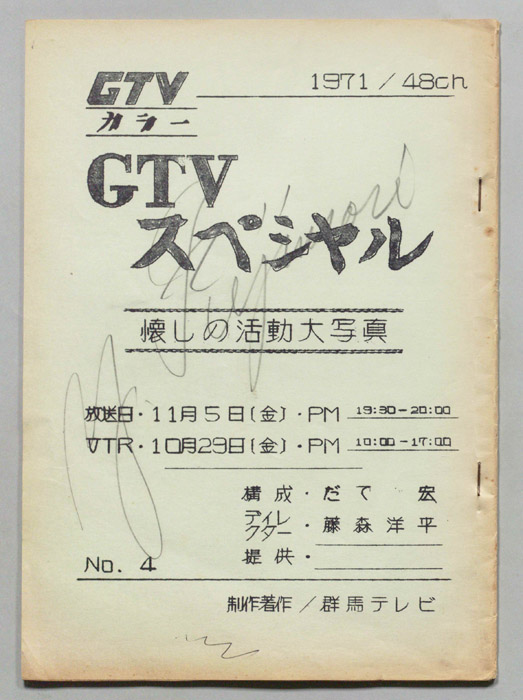 GTV
カラー
1971 / 48ch
GTV
スペシャル
懐しの活動大写真
放送日・11月5日(金)・PM 19:30-20:00
VTR・10月29日(金)・PM 10:00-17:00
構成・だて 宏
ディレクター・藤森洋平
提供・
No. 4
制作著作/群馬テレビ